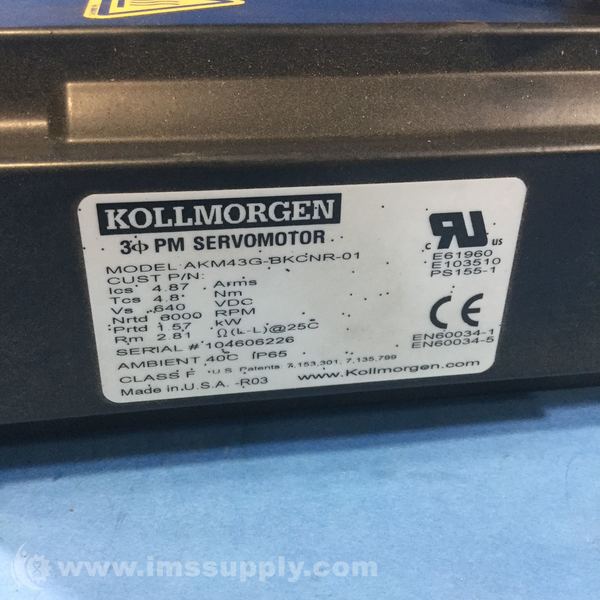 KOLLMORGEN
3ϕ PM SERVOMOTOR
MODEL: AKM43G-BKCNR-01
CUST P/N:
Ics 4.87 Arms
Tcs 4.8 Nm
Vs 640 VDC
Nrtd 6000 RPM
Prtd 1.57 kW
Rm 2.81 Ω(L-L)@25C
SERIAL # 104606226
AMBIENT 40C IP65
CLASS F U.S. Patents: 7,153,301, 7,135,799
Made in U.S.A. -R03 www.Kollmorgen.com
c RU us
E61960
E103510
PS155-1
CE
EN60034-1
EN60034-5
www.imssupply.com